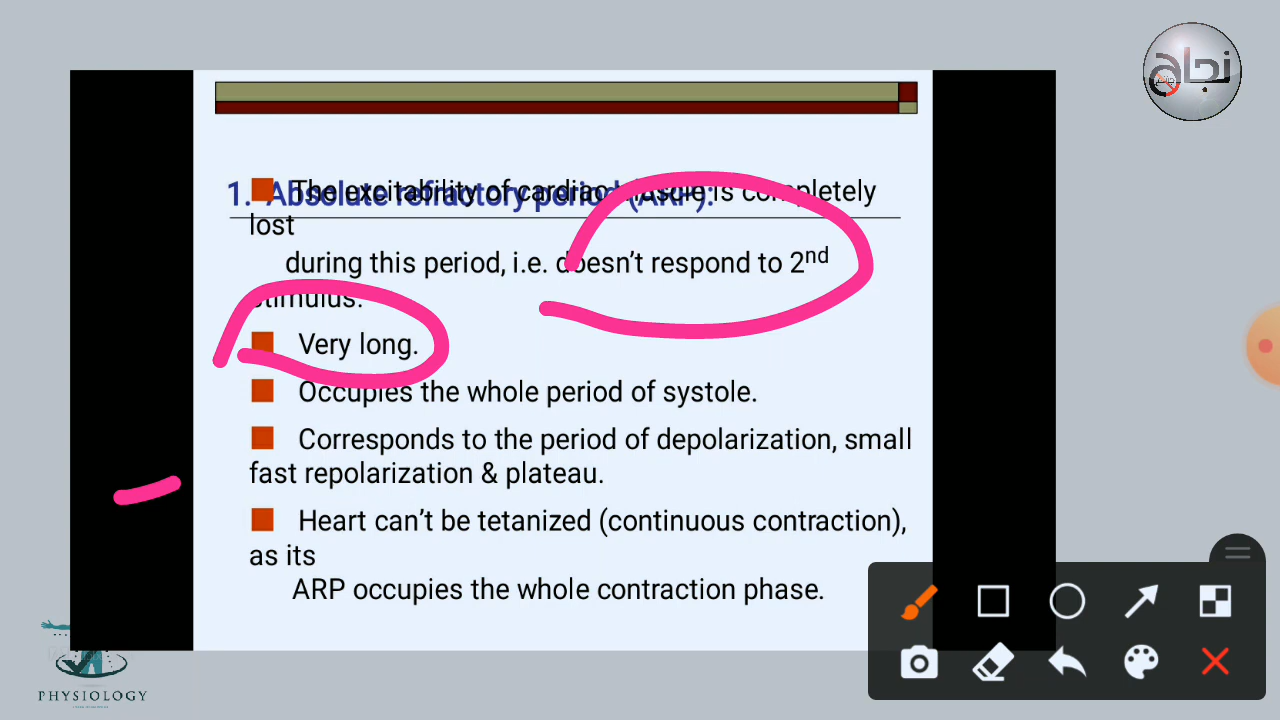 نجاح
1. Absolute refractory period (ARP):
The excitability of cardiac muscle is completely
lost
during this period, i.e. doesn't respond to 2nd
stimulus.
Very long.
Occupies the whole period of systole.
Corresponds to the period of depolarization, small
fast repolarization & plateau.
Heart can't be tetanized (continuous contraction),
as its
ARP occupies the whole contraction phase.
PHYSIOLOGY